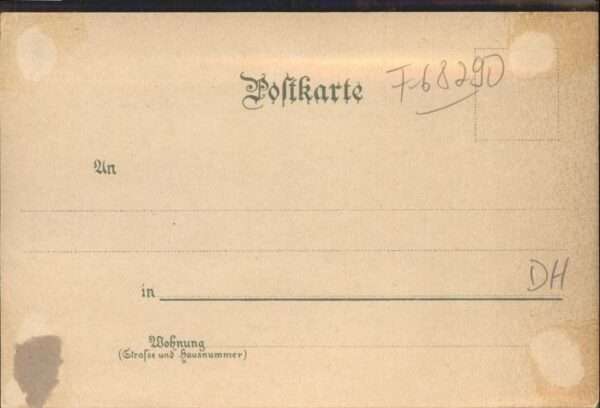 Postkarte
F68290
An
in
DH
Wohnung
(Straſse und Hausnummer)